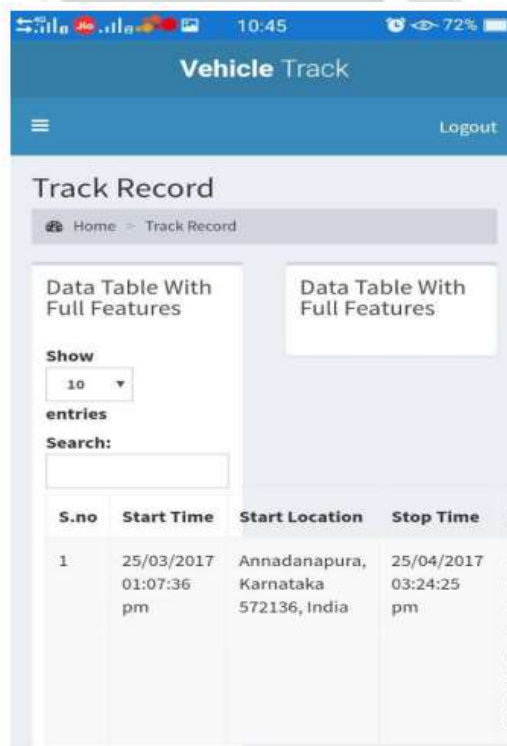 10:45
72%
Vehicle Track
Logout
Track Record
Home > Track Record
Data Table With
Full Features
Data Table With
Full Features
Show
10
entries
Search:
S.no Start Time Start Location Stop Time
1 25/03/2017 Annadanapura, 25/04/2017
01:07:36 Karnataka 03:24:25
pm 572136, India pm